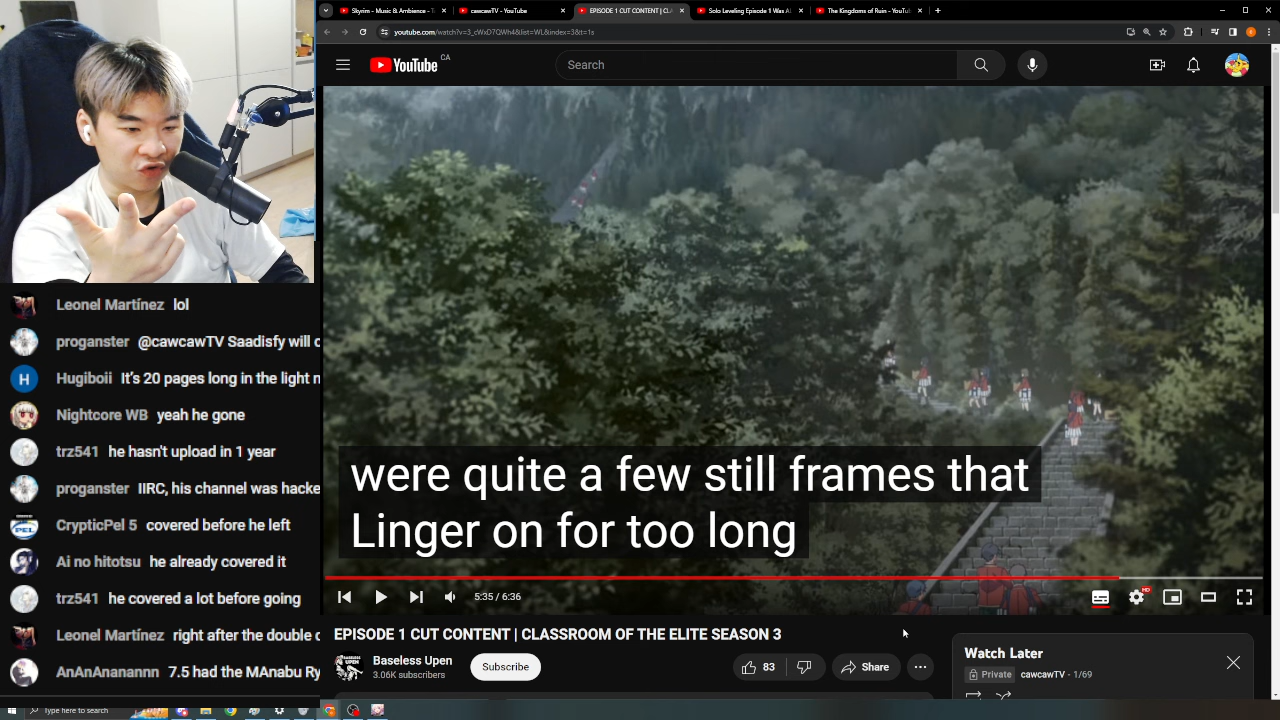 Skyrim - Music & Ambience - T
cawcawTV - YouTube
EPISODE 1 CUT CONTENT | CL
Solo Leveling Episode 1 Was A
The Kingdoms of Ruin - YouTu
youtube.com/watch?v=3_cWxD7QWh4&list=WL&index=3&t=1s
YouTube CA
Search
were quite a few still frames that
Linger on for too long
5:35 / 6:36
HD
EPISODE 1 CUT CONTENT | CLASSROOM OF THE ELITE SEASON 3
Baseless Upen
3.06K subscribers
Subscribe
83
Share
Watch Later
Private cawcawTV - 1/69
Leonel Martínez lol
proganster @cawcawTV Saadisfy will c
Hugiboii It's 20 pages long in the light n
Nightcore WB yeah he gone
trz541 he hasn't upload in 1 year
proganster IIRC, his channel was hacke
CrypticPel 5 covered before he left
Ai no hitotsu he already covered it
trz541 he covered a lot before going
Leonel Martínez right after the double c
AnAnAnanannn 7.5 had the MAnabu Ry
Type here to search